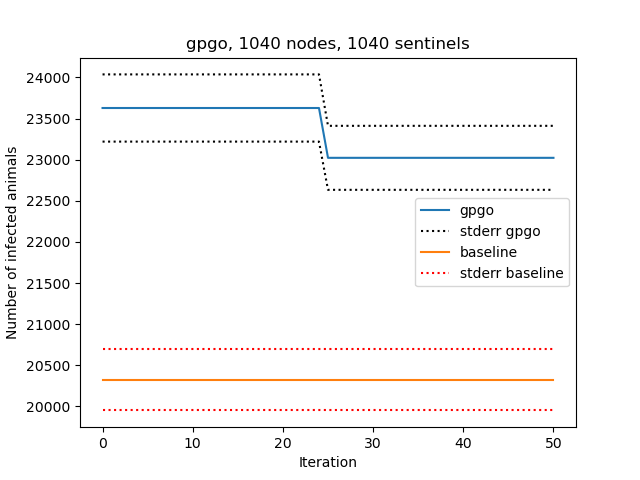 gpgo, 1040 nodes, 1040 sentinels
Number of infected animals
24000
23500
23000
22500
22000
21500
21000
20500
20000
gpgo
stderr gpgo
baseline
stderr baseline
0 10 20 30 40 50
Iteration